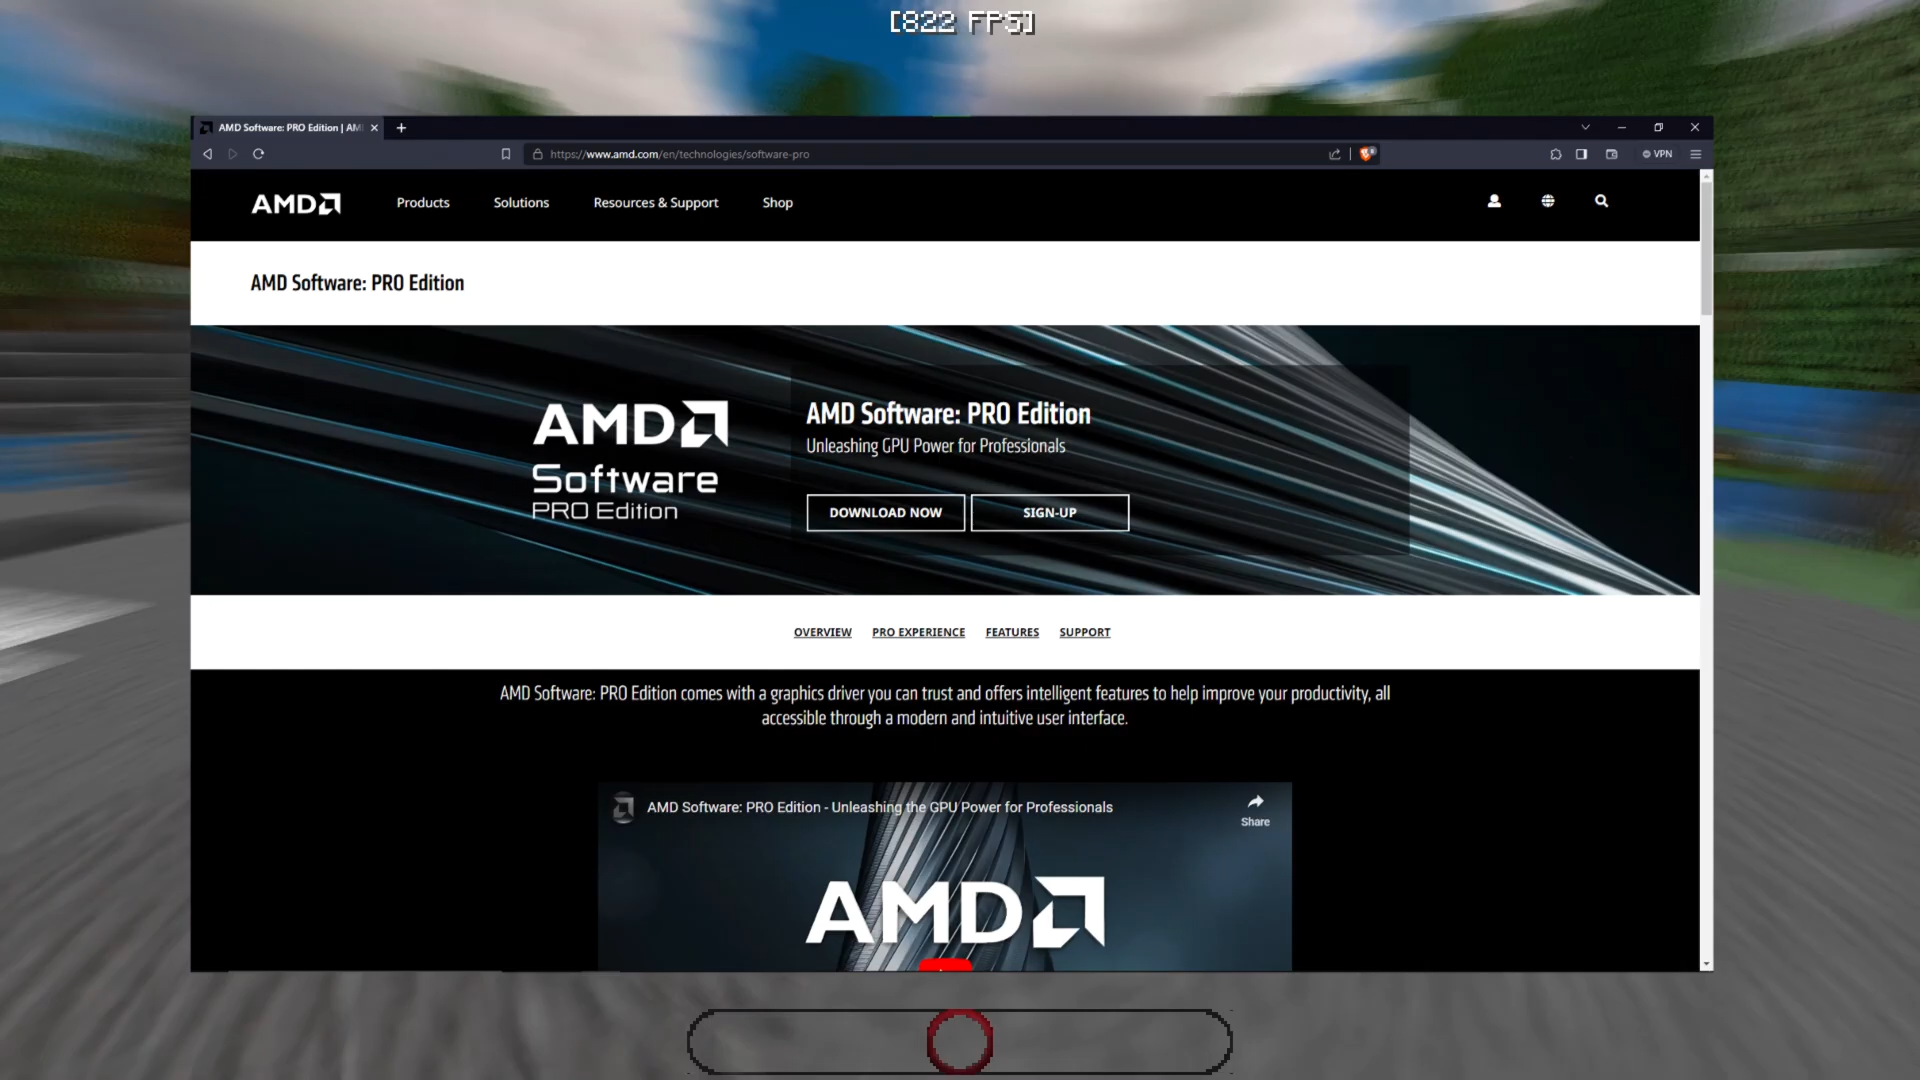 [822 FPS]
AMD Software: PRO Edition | AM
https://www.amd.com/en/technologies/software-pro
VPN
AMD
Products
Solutions
Resources & Support
Shop
AMD Software: PRO Edition
AMD
Software
PRO Edition
AMD Software: PRO Edition
Unleashing GPU Power for Professionals
DOWNLOAD NOW
SIGN-UP
OVERVIEW
PRO EXPERIENCE
FEATURES
SUPPORT
AMD Software: PRO Edition comes with a graphics driver you can trust and offers intelligent features to help improve your productivity, all
accessible through a modern and intuitive user interface.
AMD Software: PRO Edition - Unleashing the GPU Power for Professionals
Share
AMD